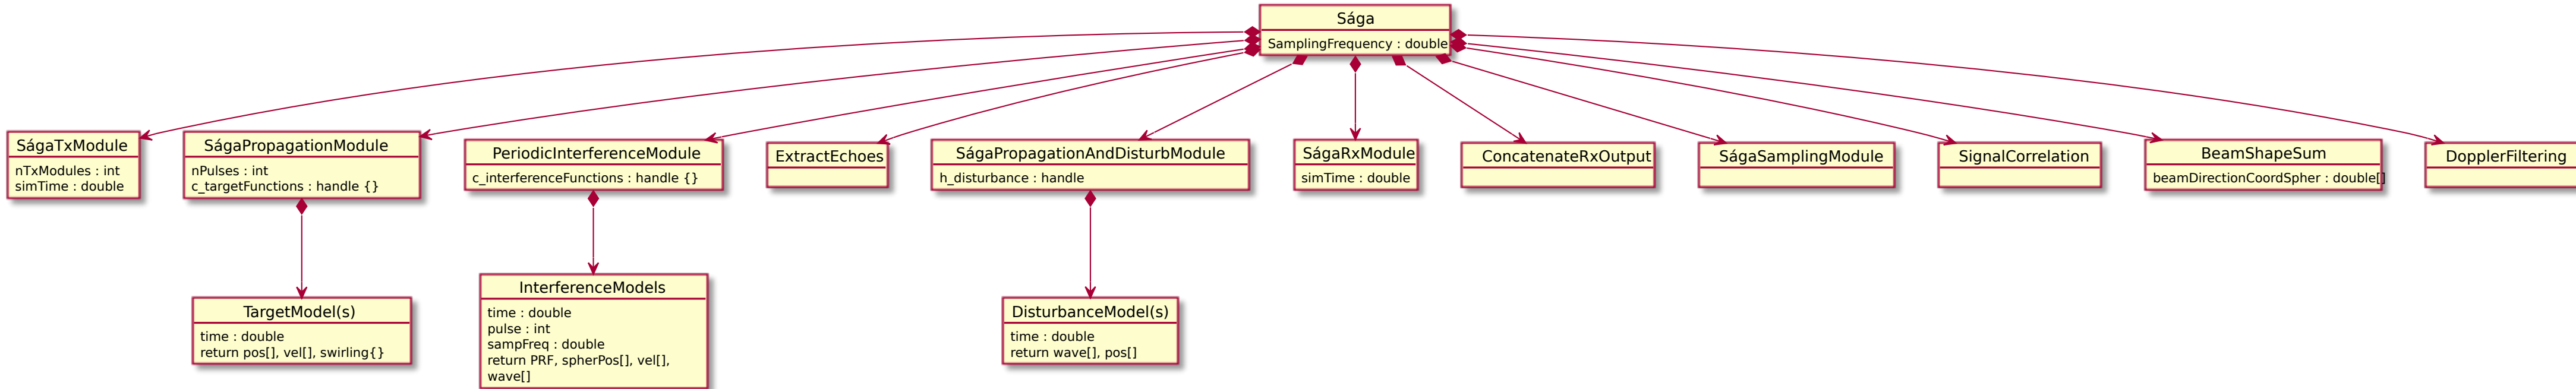 Sága
SamplingFrequency : double
SágaTxModule
nTxModules : int
simTime : double
SágaPropagationModule
nPulses : int
c_targetFunctions : handle {}
PeriodicInterferenceModule
c_interferenceFunctions : handle {}
ExtractEchoes
SágaPropagationAndDisturbModule
h_disturbance : handle
SágaRxModule
simTime : double
ConcatenateRxOutput
SágaSamplingModule
SignalCorrelation
BeamShapeSum
beamDirectionCoordSpher : double[]
DopplerFiltering
TargetModel(s)
time : double
return pos[], vel[], swirling{}
InterferenceModels
time : double
pulse : int
sampFreq : double
return PRF, spherPos[], vel[],
wave[]
DisturbanceModel(s)
time : double
return wave[], pos[]